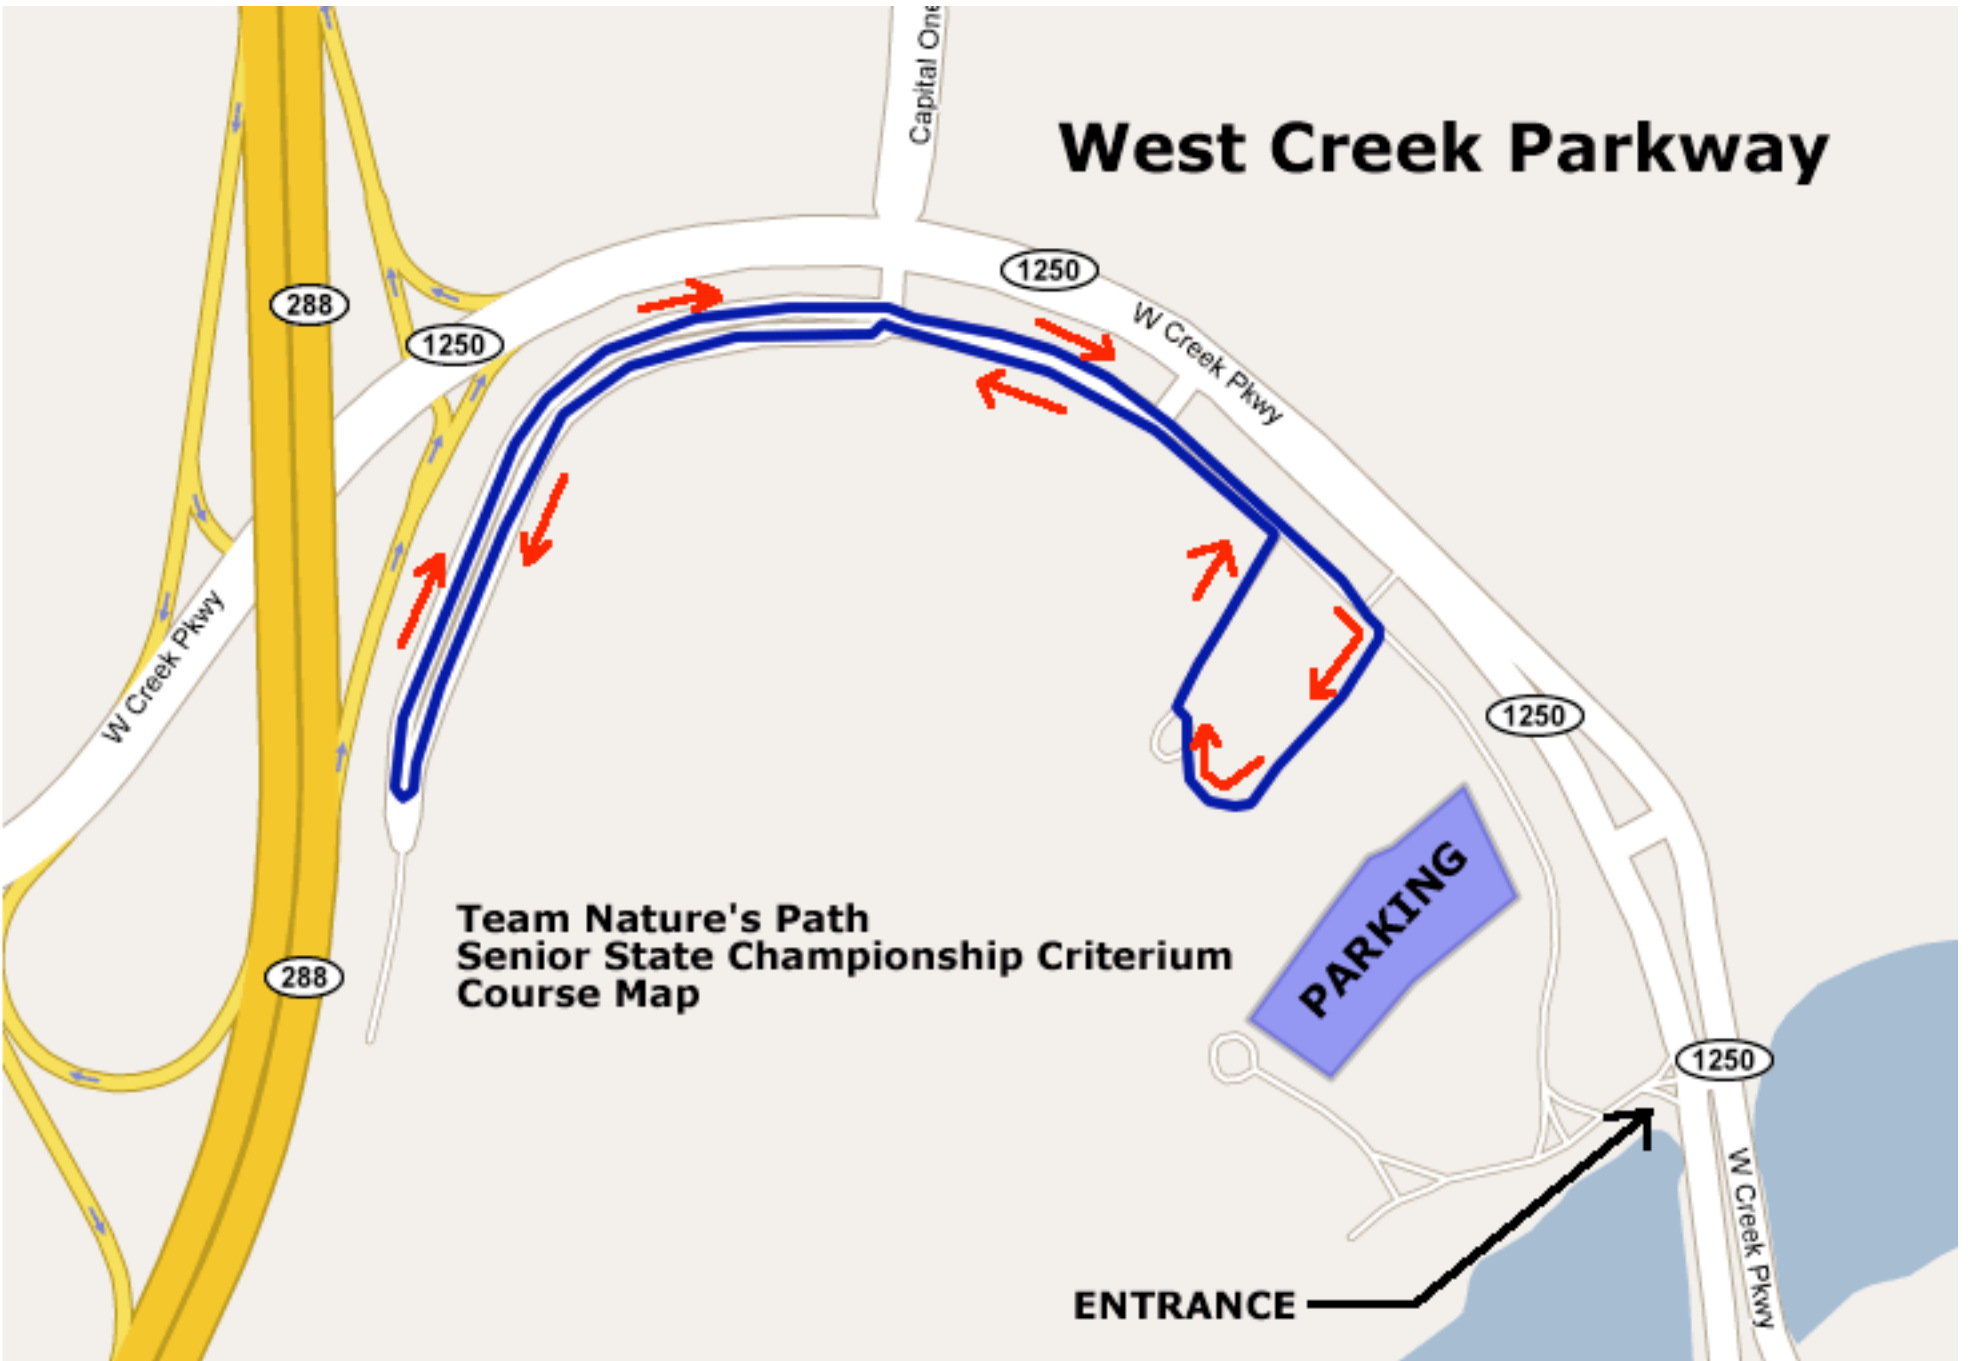 Capital One
West Creek Parkway
1250
288
W Creek Pkwy
1250
W Creek Pkwy
1250
PARKING
Team Nature's Path
Senior State Championship Criterium
Course Map
288
1250
W Creek Pkwy
ENTRANCE